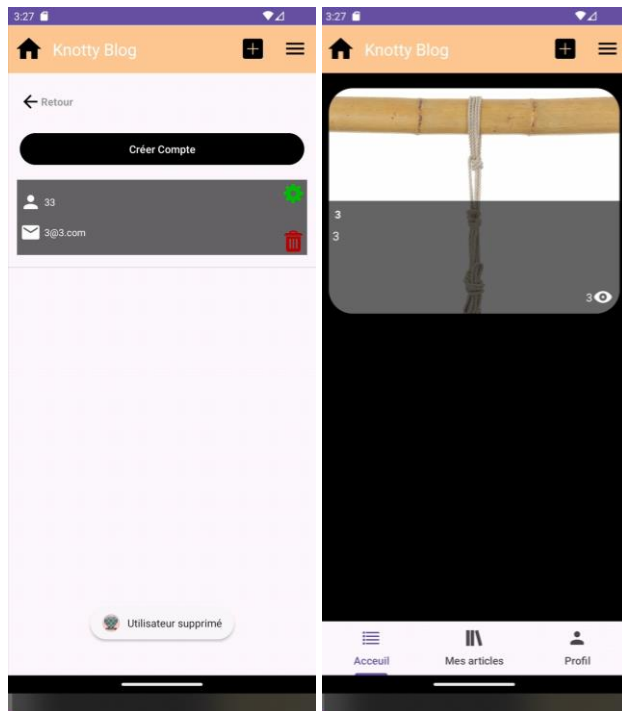 3:27
Knotty Blog
Retour
Créer Compte
33
3@3.com
Utilisateur supprimé
3:27
Knotty Blog
3
3
3
Acceuil
Mes articles
Profil